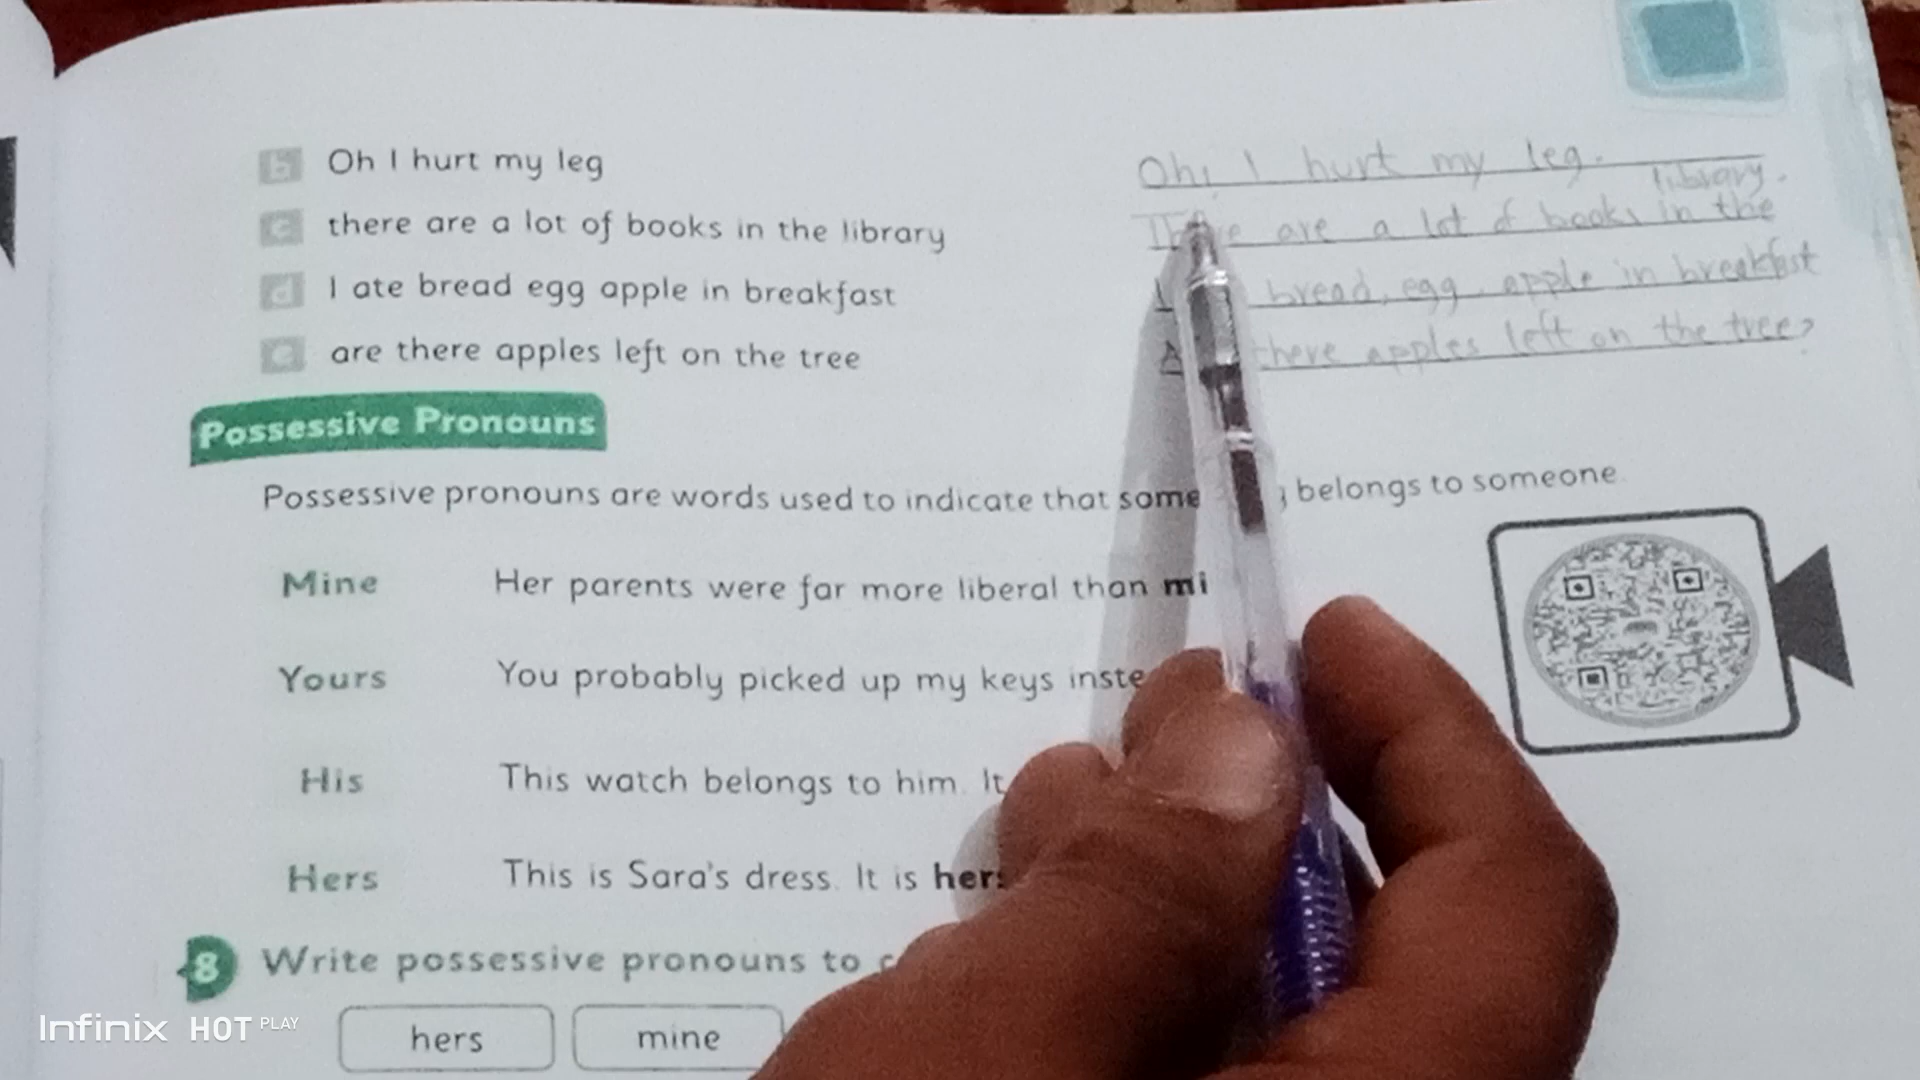 b Oh I hurt my leg Oh! I hurt my leg.
c there are a lot of books in the library are a lot of books in the library.
d I ate bread egg apple in breakfast bread, egg, apple in breakfast
e are there apples left on the tree there apples left on the tree?
Possessive Pronouns
Possessive pronouns are words used to indicate that some belongs to someone.
Mine Her parents were far more liberal than mi
Yours You probably picked up my keys inste
His This watch belongs to him. It
Hers This is Sara's dress. It is hers
8 Write possessive pronouns to c
hers mine
Infinix HOT PLAY